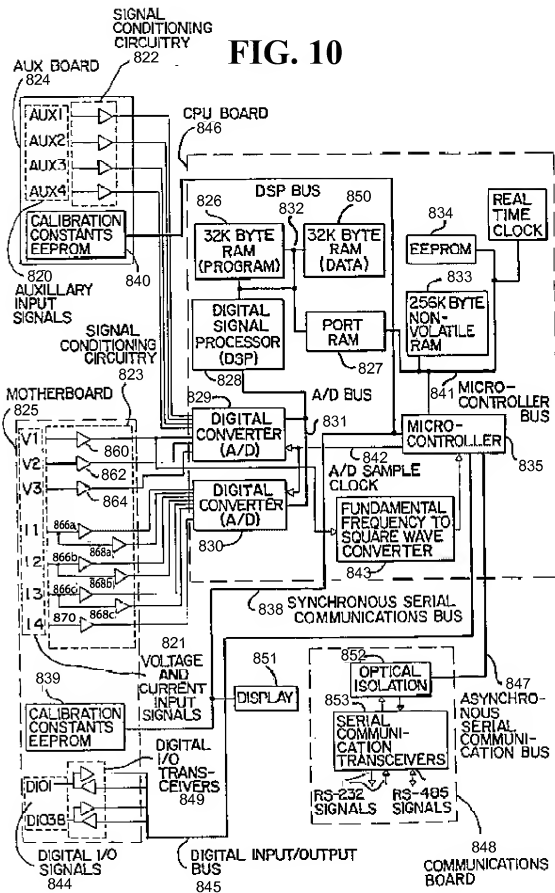 FIG. 10
SIGNAL
CONDITIONING
CIRCUITRY
822
AUX BOARD
824
AUX1
AUX2
AUX3
AUX4
CALIBRATION
CONSTANTS
EEPROM
820
840
AUXILLARY
INPUT
SIGNALS
CPU BOARD
846
DSP BUS
826
832
850
32K BYTE
RAM
(PROGRAM)
32K BYTE
RAM
(DATA)
834
EEPROM
REAL
TIME
CLOCK
833
256K BYTE
NON-
VOLATILE
RAM
DIGITAL
SIGNAL
PROCESSOR
(DSP)
828
PORT
RAM
827
841
MICRO-
CONTROLLER
BUS
SIGNAL
CONDITIONING
CIRCUITRY
823
MOTHERBOARD
825
829
DIGITAL
CONVERTER
(A/D)
A/D BUS
831
MICRO-
CONTROLLER
835
842
A/D SAMPLE
CLOCK
V1
860
V2
862
V3
864
DIGITAL
CONVERTER
(A/D)
830
FUNDAMENTAL
FREQUENCY TO
SQUARE WAVE
CONVERTER
843
I1
866a
868a
I2
866b
868b
I3
866c
868c
I4
870
838
SYNCHRONOUS SERIAL
COMMUNICATIONS BUS
821
VOLTAGE
AND
CURRENT
INPUT
SIGNALS
839
CALIBRATION
CONSTANTS
EEPROM
851
DISPLAY
852
OPTICAL
ISOLATION
853
SERIAL
COMMUNI-
CATION
TRANSCEIVERS
RS-232
SIGNALS
RS-485
SIGNALS
847
ASYNCHRO-
NOUS
SERIAL
COMMUNI-
CATION BUS
848
COMMUNICATIONS
BOARD
DIGITAL
I/O
TRANS-
CEIVERS
849
DIO1
DIO38
DIGITAL I/O
SIGNALS
844
DIGITAL INPUT/OUTPUT
BUS
845